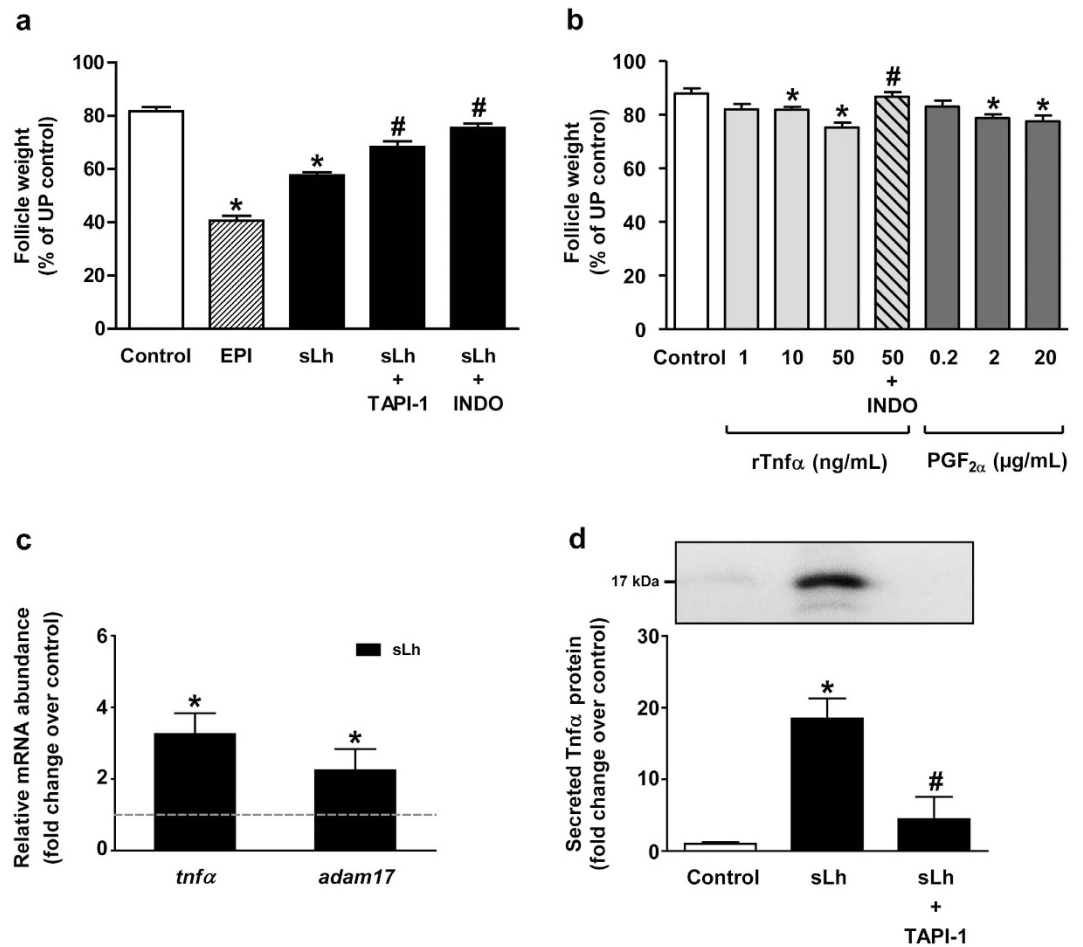 a
Follicle weight
(% of UP control)
100
80
60
40
20
0
*
*
#
#
Control EPI sLh sLh sLh
+ +
TAPI-1 INDO
b
Follicle weight
(% of UP control)
100
80
60
40
20
0
*
*
#
*
*
Control 1 10 50 50 0.2 2 20
+
INDO
rTnfα (ng/mL) PGF2α (µg/mL)
c
Relative mRNA abundance
(fold change over control)
6
4
2
0
sLh
*
*
tnfα adam17
d
17 kDa
Secreted Tnfα protein
(fold change over control)
30
20
10
0
*
#
Control sLh sLh
+
TAPI-1